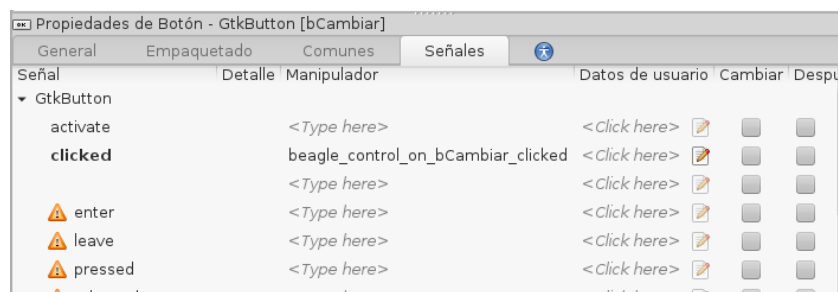 Propiedades de Botón - GtkButton [bCambiar]
General Empaquetado Comunes Señales
Señal Detalle Manipulador Datos de usuario Cambiar
GtkButton
activate <Type here> <Click here>
clicked beagle_control_on_bCambiar_clicked <Click here>
<Type here> <Click here>
enter <Type here> <Click here>
leave <Type here> <Click here>
pressed <Type here> <Click here>